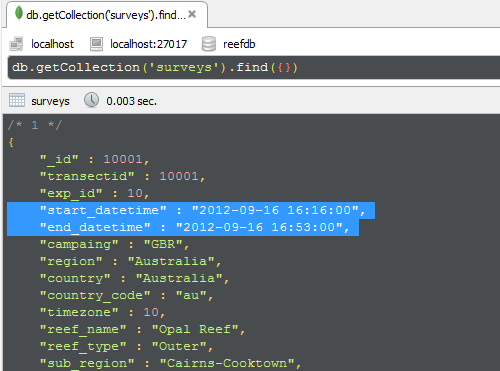 db.getCollection('surveys').find...
localhost localhost:27017 reefdb
db.getCollection('surveys').find({})
surveys 0.003 sec.
/* 1 */
{
"_id" : 10001,
"transectid" : 10001,
"exp_id" : 10,
"start_datetime" : "2012-09-16 16:16:00",
"end_datetime" : "2012-09-16 16:53:00",
"campaing" : "GBR",
"region" : "Australia",
"country" : "Australia",
"country_code" : "au",
"timezone" : 10,
"reef_name" : "Opal Reef",
"reef_type" : "Outer",
"sub_region" : "Cairns-Cooktown",